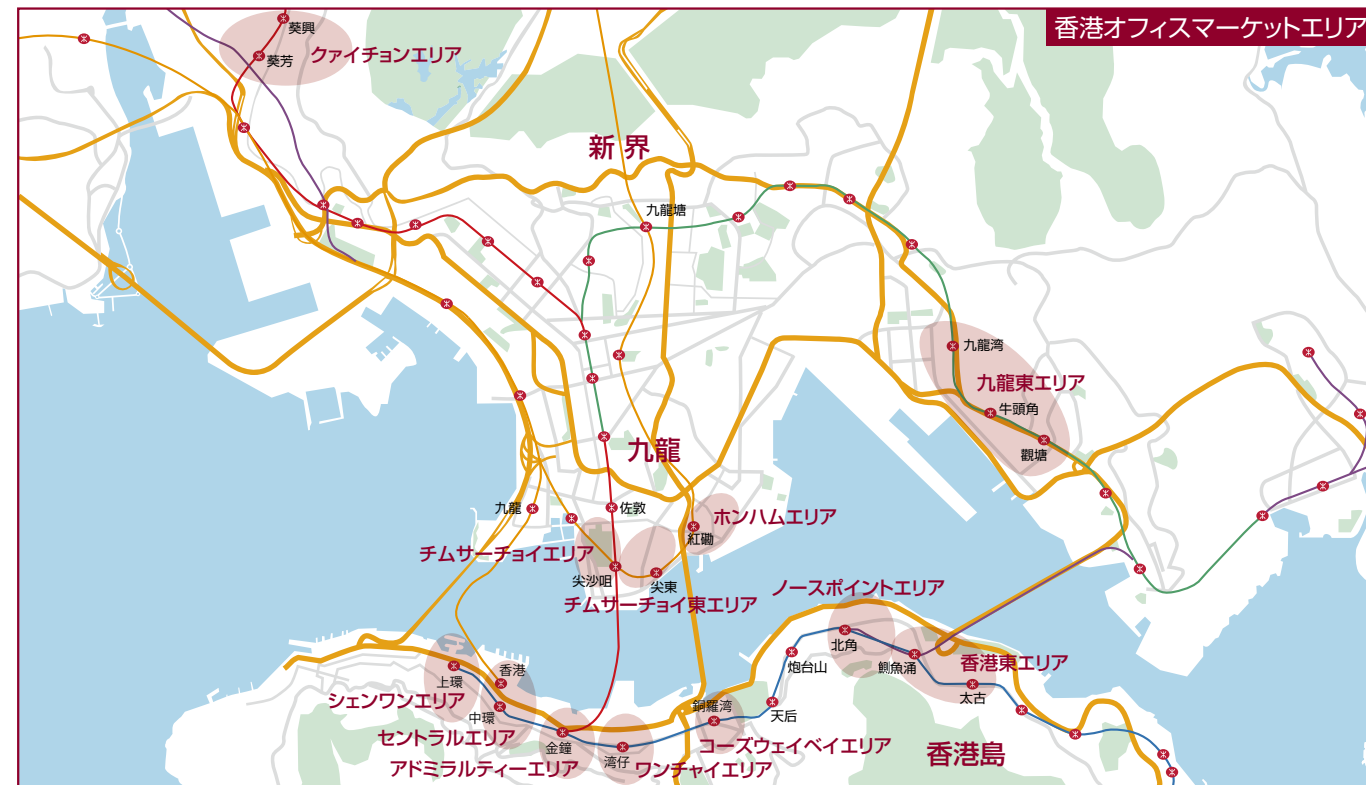 香港オフィスマーケットエリア
葵興
クァイチョンエリア
葵芳
新界
九龍塘
九龍湾
九龍東エリア
牛頭角
觀塘
九龍
九龍
佐敦
ホンハムエリア
紅磡
チムサーチョイエリア
尖沙咀
尖東
チムサーチョイ東エリア
ノースポイントエリア
北角
炮台山
鰂魚涌
香港東エリア
太古
上環
香港
シェンワンエリア
中環
銅羅湾
天后
セントラルエリア
金鐘
湾仔
コーズウェイベイエリア
香港島
アドミラルティーエリア
ワンチャイエリア